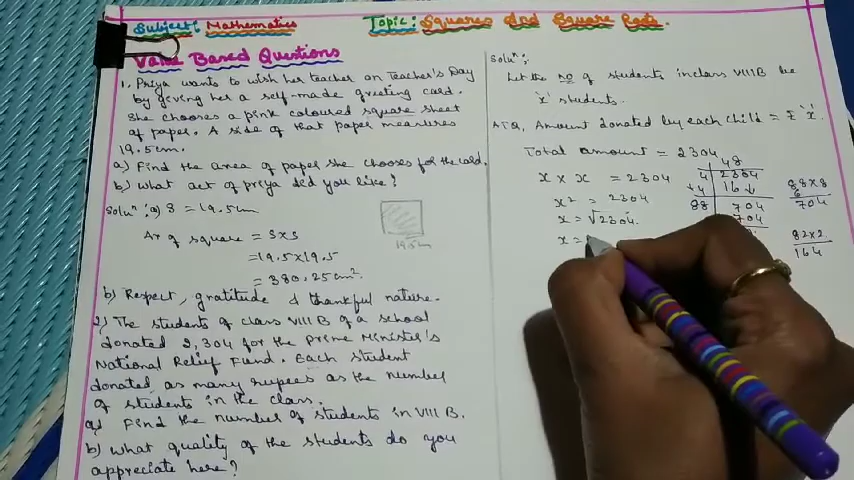 Subject: Mathematics
Topic: Squares and Square Roots.
Value Based Questions
1. Priya wants to wish her teacher on Teacher's Day
by giving her a self-made greeting card.
She chooses a pink coloured square sheet
of paper. A side of that paper measures
19.5cm.
a) Find the area of paper she chooses for the card.
b) What act of priya did you like?
Soluⁿ; a) S = 19.5cm
Ar of square = S×S
= 19.5 × 19.5
= 380.25cm².
19.5cm
b) Respect, gratitude & thankful nature.
2) The students of class VIII B of a school
donated 2,304 for the Prime Minister's
National Relief Fund. Each student
donated as many rupees as the number
of students in the class.
a) Find the number of students in VIII B.
b) What quality of the students do you
appreciate here?
Soluⁿ;
Let the no of students in class VIII B be
'x' students.
ATQ, Amount donated by each child = ₹ 'x'.
Total amount = 2304
x × x = 2304
x² = 2304
x = √2304.
x =
48
4 2304
+4 16↓
88 704
704
88×8
6
704
82×2
164